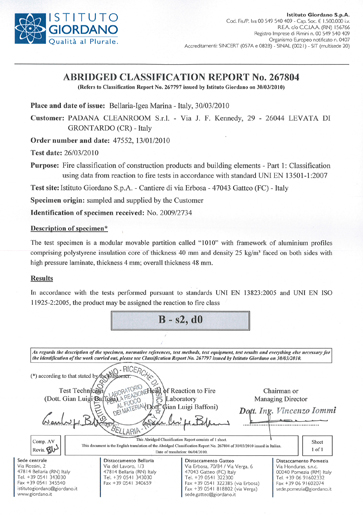 ISTITUTO
GIORDANO
Qualità al Plurale.
Istituto Giordano S.p.A.
Cod. Fis./P. Iva 00 549 540 409 - Cap. Soc. € 1.500.000 i.v.
R.E.A. c/o C.C.I.A.A. (RN) 156766
Registro Imprese di Rimini n. 00 549 540 409
Organismo Europeo notificato n. 0407
Accreditamenti: SINCERT (057A e 082B) - SINAL (0021) - SIT (multisede 20)
ABRIDGED CLASSIFICATION REPORT No. 267804
(Refers to Classification Report No. 267797 issued by Istituto Giordano on 30/03/2010)
Place and date of issue: Bellaria-Igea Marina - Italy, 30/03/2010
Customer: PADANA CLEANROOM S.r.l. - Via J. F. Kennedy, 29 - 26044 LEVATA DI
GRONTARDO (CR) - Italy
Order number and date: 47552, 13/01/2010
Test date: 26/03/2010
Purpose: Fire classification of construction products and building elements - Part 1: Classification
using data from reaction to fire tests in accordance with standard UNI EN 13501-1:2007
Test site: Istituto Giordano S.p.A. - Cantiere di via Erbosa - 47043 Gatteo (FC) - Italy
Specimen origin: sampled and supplied by the Customer
Identification of specimen received: No. 2009/2734
Description of specimen*
The test specimen is a modular movable partition called "1010" with framework of aluminium profiles
comprising polystyrene insulation core of thickness 40 mm and density 25 kg/m³ faced on both sides with
high pressure laminate, thickness 4 mm; overall thickness 48 mm.
Results
In accordance with the tests performed pursuant to standards UNI EN 13823:2005 and UNI EN ISO
11925-2:2005, the product may be assigned the reaction to fire class
B - s2, d0
As regards the description of the specimen, normative references, test methods, test equipment, test results and everything else necessary for
the identification of the work carried out, please see Classification Report No. 267797 issued by Istituto Giordano on 30/03/2010.
(*) according to that stated by the Customer.
Test Technician
(Dott. Gian Luigi Baffoni)
Head of Reaction to Fire
Laboratory
(Dott. Gian Luigi Baffoni)
Chairman or
Managing Director
Dott. Ing. Vincenzo Iommi
Comp. AV
Revis.
This Abridged Classification Report consists of 1 sheet.
This document is the English translation of the Abridged Classification Report No. 267804 of 30/03/2010 issued in Italian.
Date of translation: 06/04/2010.
Sheet
1 of 1
Sede centrale
Via Rossini, 2
47814 Bellaria (RN) Italy
Tel. +39 0541 343030
Fax +39 0541 345540
istitutogiordano@giordano.it
www.giordano.it
Distaccamento Bellaria
Via del Lavoro, 1/3
47814 Bellaria (RN) Italy
Tel. +39 0541 343030
Fax +39 0541 340659
Distaccamento Gatteo
Via Erbosa, 70/84 / Via Verga, 6
47043 Gatteo (FC) Italy
Tel. +39 0541 322300
Fax +39 0541 322385 (via Erbosa)
Fax +39 0541 818802 (via Verga)
sede.gatteo@giordano.it
Distaccamento Pomezia
Via Honduras s.n.c.
00040 Pomezia (RM) Italy
sede.pomezia@giordano.it